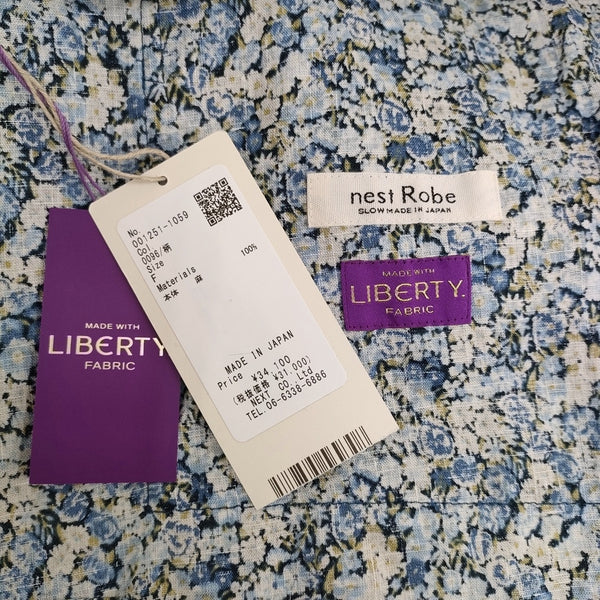 nest Robe
SLOW MADE IN JAPAN
MADE WITH
LIBERTY.
FABRIC
MADE WITH
LIBERTY
FABRIC
No.
001251-1059
Col.
0096/柄
Size
F
Materials
本体 麻 100%
MADE IN JAPAN
Price ¥34,100
(税抜価格 ¥31,000)
NEXT CO.,Ltd
TEL.06-6338-6886